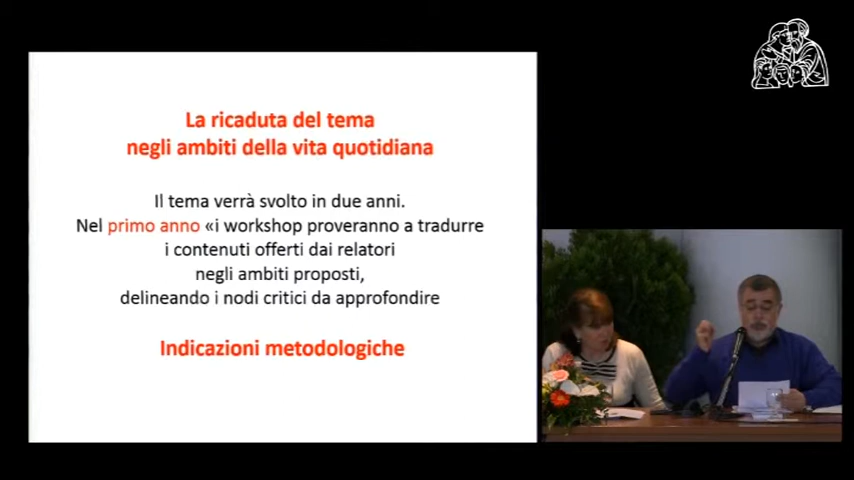 La ricaduta del tema
negli ambiti della vita quotidiana
Il tema verrà svolto in due anni.
Nel primo anno «i workshop proveranno a tradurre
i contenuti offerti dai relatori
negli ambiti proposti,
delineando i nodi critici da approfondire
Indicazioni metodologiche